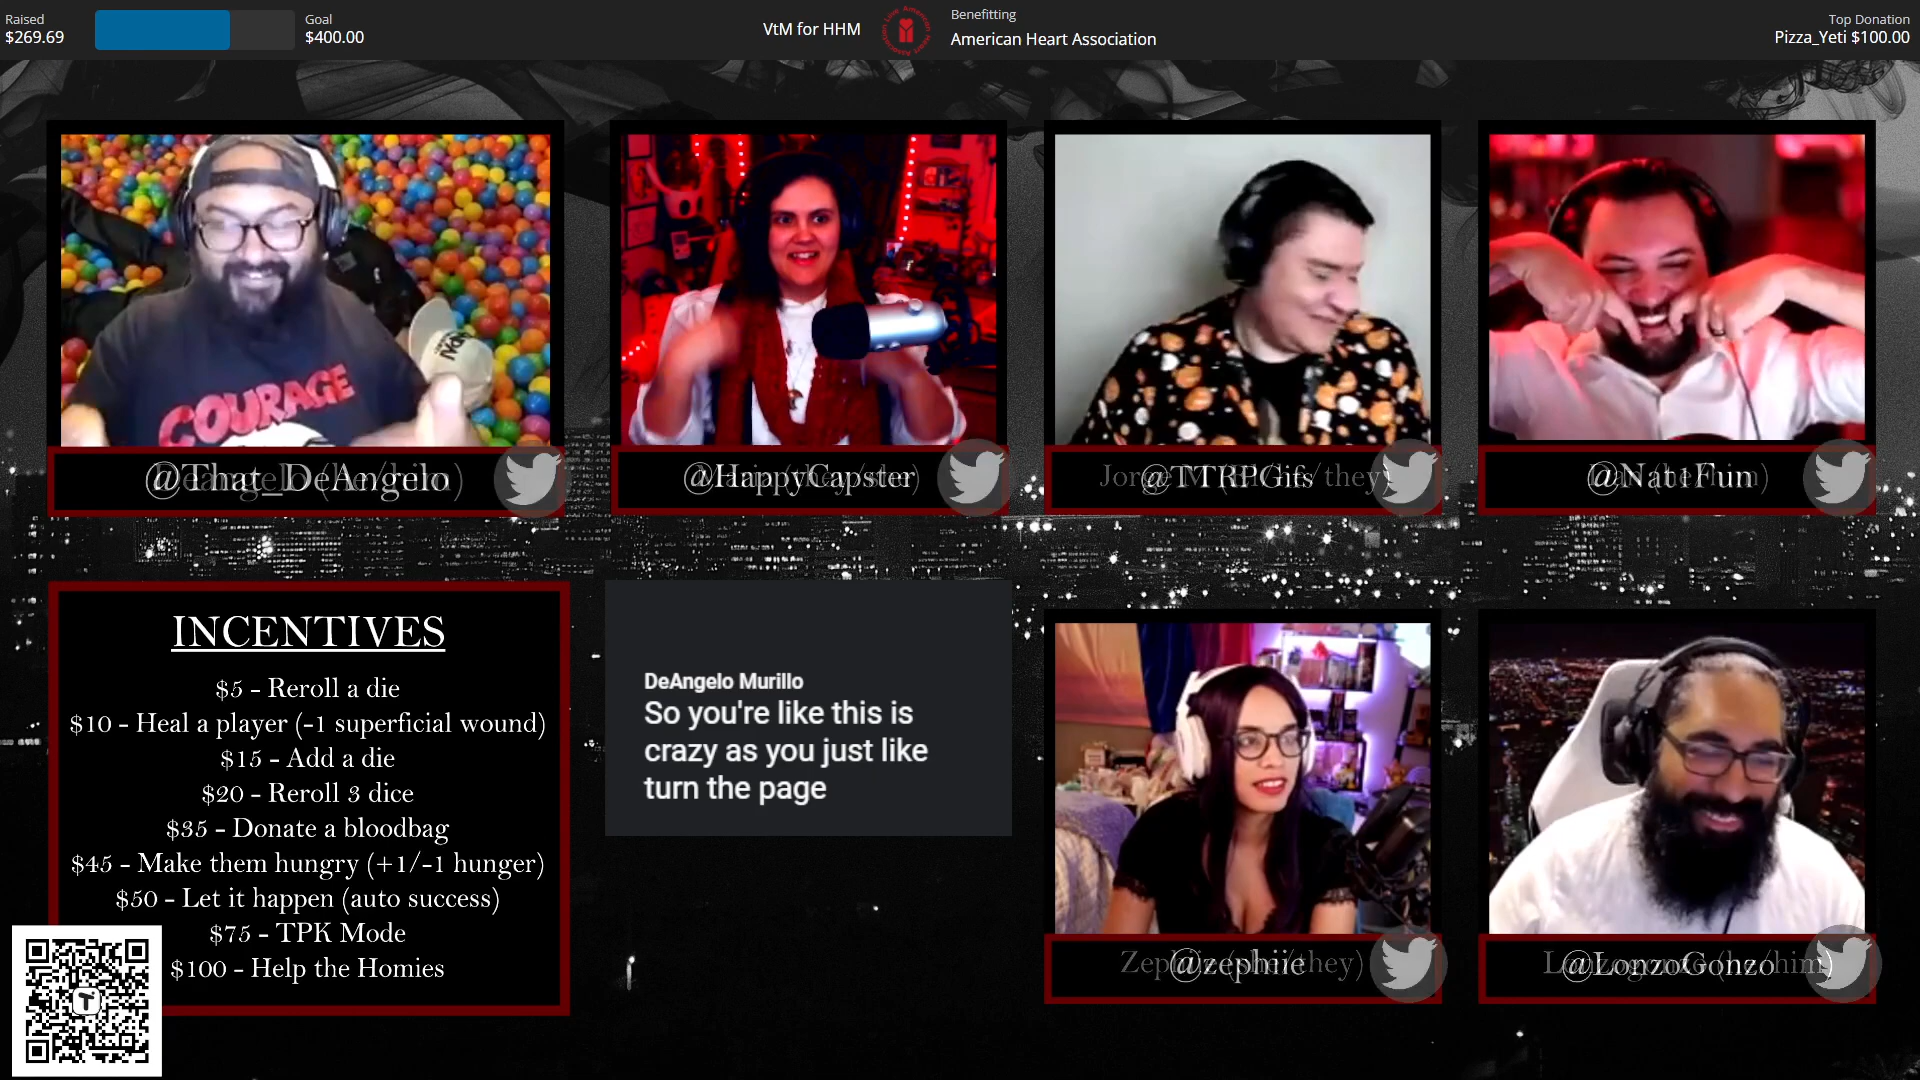 Raised
$269.69
Goal
$400.00
VtM for HHM
Benefitting
American Heart Association
Top Donation
Pizza_Yeti $100.00
COURAGE
@That_DeAngelo
@HappyCapster
@TTRPGifs
@Nat1Fun
INCENTIVES
$5 - Reroll a die
$10 - Heal a player (-1 superficial wound)
$15 - Add a die
$20 - Reroll 3 dice
$35 - Donate a bloodbag
$45 - Make them hungry (+1/-1 hunger)
$50 - Let it happen (auto success)
$75 - TPK Mode
$100 - Help the Homies
DeAngelo Murillo
So you're like this is
crazy as you just like
turn the page
@zephiie
@LonzoGonzo